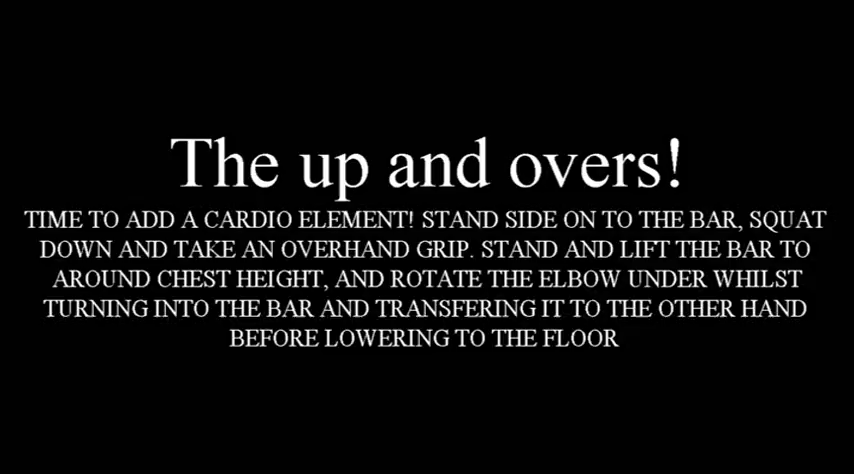 The up and overs!
TIME TO ADD A CARDIO ELEMENT! STAND SIDE ON TO THE BAR, SQUAT
DOWN AND TAKE AN OVERHAND GRIP. STAND AND LIFT THE BAR TO
AROUND CHEST HEIGHT, AND ROTATE THE ELBOW UNDER WHILST
TURNING INTO THE BAR AND TRANSFERING IT TO THE OTHER HAND
BEFORE LOWERING TO THE FLOOR